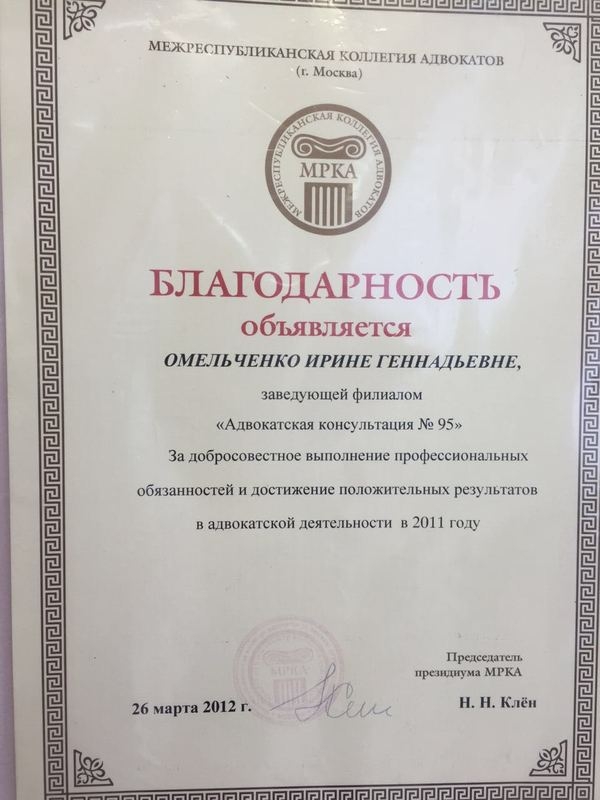 МЕЖРЕСПУБЛИКАНСКАЯ КОЛЛЕГИЯ АДВОКАТОВ
(г. Москва)
МЕЖРЕСПУБЛИКАНСКАЯ КОЛЛЕГИЯ АДВОКАТОВ
МРКА
БЛАГОДАРНОСТЬ
объявляется
ОМЕЛЬЧЕНКО ИРИНЕ ГЕННАДЬЕВНЕ,
заведующей филиалом
«Адвокатская консультация № 95»
За добросовестное выполнение профессиональных
обязанностей и достижение положительных результатов
в адвокатской деятельности в 2011 году
МРКА
Председатель
президиума МРКА
26 марта 2012 г.
Н. Н. Клён